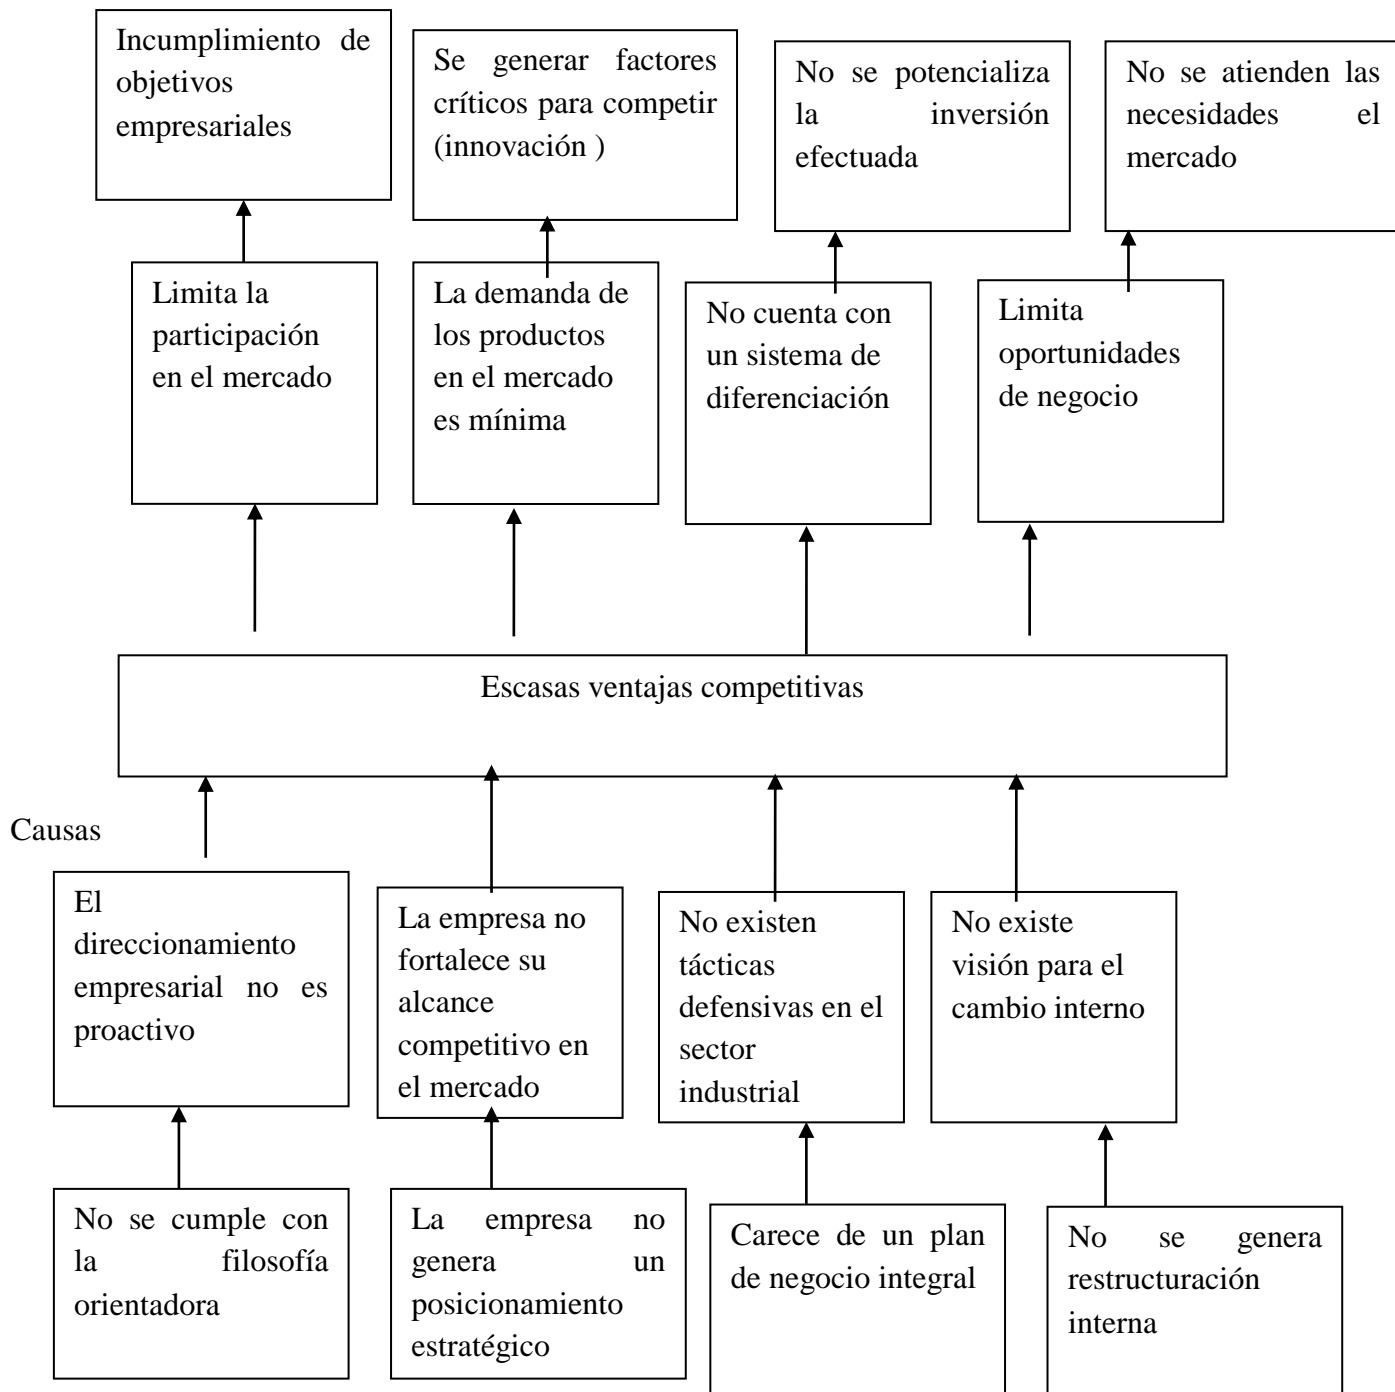 Incumplimiento de
objetivos
empresariales
Se generar factores
críticos para competir
(innovación )
No se potencializa
la inversión
efectuada
No se atienden las
necesidades el
mercado
Limita la
participación
en el mercado
La demanda de
los productos
en el mercado
es mínima
No cuenta con
un sistema de
diferenciación
Limita
oportunidades
de negocio
Escasas ventajas competitivas
Causas
El
direccionamiento
empresarial no es
proactivo
La empresa no
fortalece su
alcance
competitivo en
el mercado
No existen
tácticas
defensivas en el
sector
industrial
No existe
visión para el
cambio interno
No se cumple con
la filosofía
orientadora
La empresa no
genera un
posicionamiento
estratégico
Carece de un plan
de negocio integral
No se genera
restructuración
interna